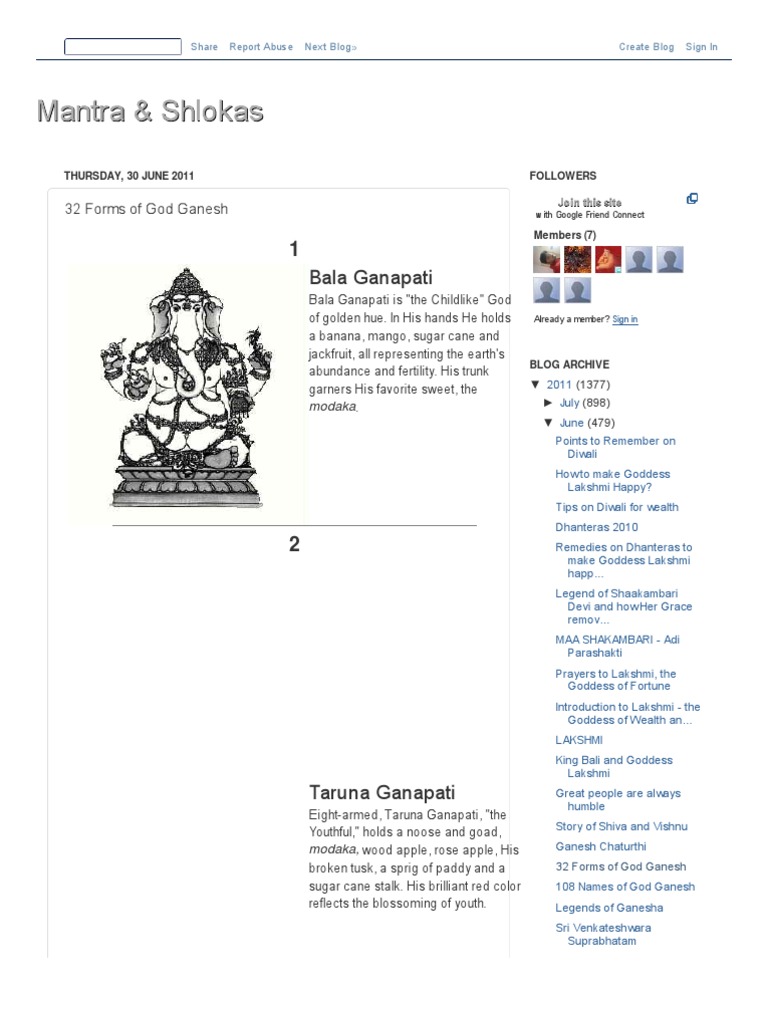 Share Report Abuse Next Blog»
Create Blog Sign In
Mantra & Shlokas
THURSDAY, 30 JUNE 2011
32 Forms of God Ganesh
1
Bala Ganapati
Bala Ganapati is "the Childlike" God
of golden hue. In His hands He holds
a banana, mango, sugar cane and
jackfruit, all representing the earth's
abundance and fertility. His trunk
garners His favorite sweet, the
modaka.
2
Taruna Ganapati
Eight-armed, Taruna Ganapati, "the
Youthful," holds a noose and goad,
modaka, wood apple, rose apple, His
broken tusk, a sprig of paddy and a
sugar cane stalk. His brilliant red color
reflects the blossoming of youth.
FOLLOWERS
Join this site
with Google Friend Connect
Members (7)
Already a member? Sign in
BLOG ARCHIVE
▼ 2011 (1377)
► July (898)
▼ June (479)
Points to Remember on
Diwali
How to make Goddess
Lakshmi Happy?
Tips on Diwali for wealth
Dhanteras 2010
Remedies on Dhanteras to
make Goddess Lakshmi
happ...
Legend of Shaakambari
Devi and how Her Grace
remov...
MAA SHAKAMBARI - Adi
Parashakti
Prayers to Lakshmi, the
Goddess of Fortune
Introduction to Lakshmi - the
Goddess of Wealth an...
LAKSHMI
King Bali and Goddess
Lakshmi
Great people are always
humble
Story of Shiva and Vishnu
Ganesh Chaturthi
32 Forms of God Ganesh
108 Names of God Ganesh
Legends of Ganesha
Sri Venkateshwara
Suprabhatam